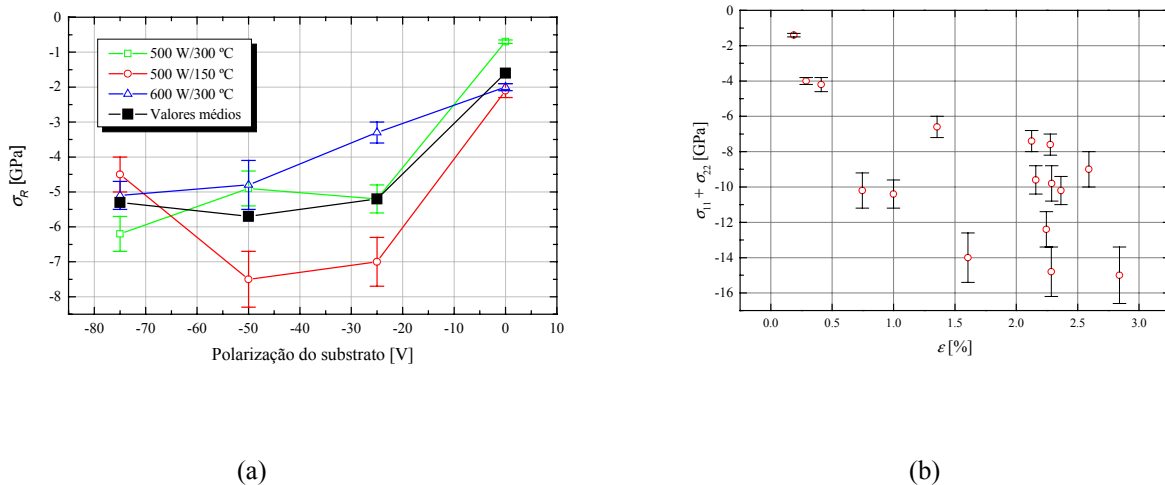 0
-1
-2
-3
-4
-5
-6
-7
-8
σR [GPa]
500 W/300 ºC
500 W/150 ºC
600 W/300 ºC
Valores médios
-80 -70 -60 -50 -40 -30 -20 -10 0 10
Polarização do substrato [V]
(a)
0
-2
-4
-6
-8
-10
-12
-14
-16
σ11 + σ22 [GPa]
0.0 0.5 1.0 1.5 2.0 2.5 3.0
ε [%]
(b)